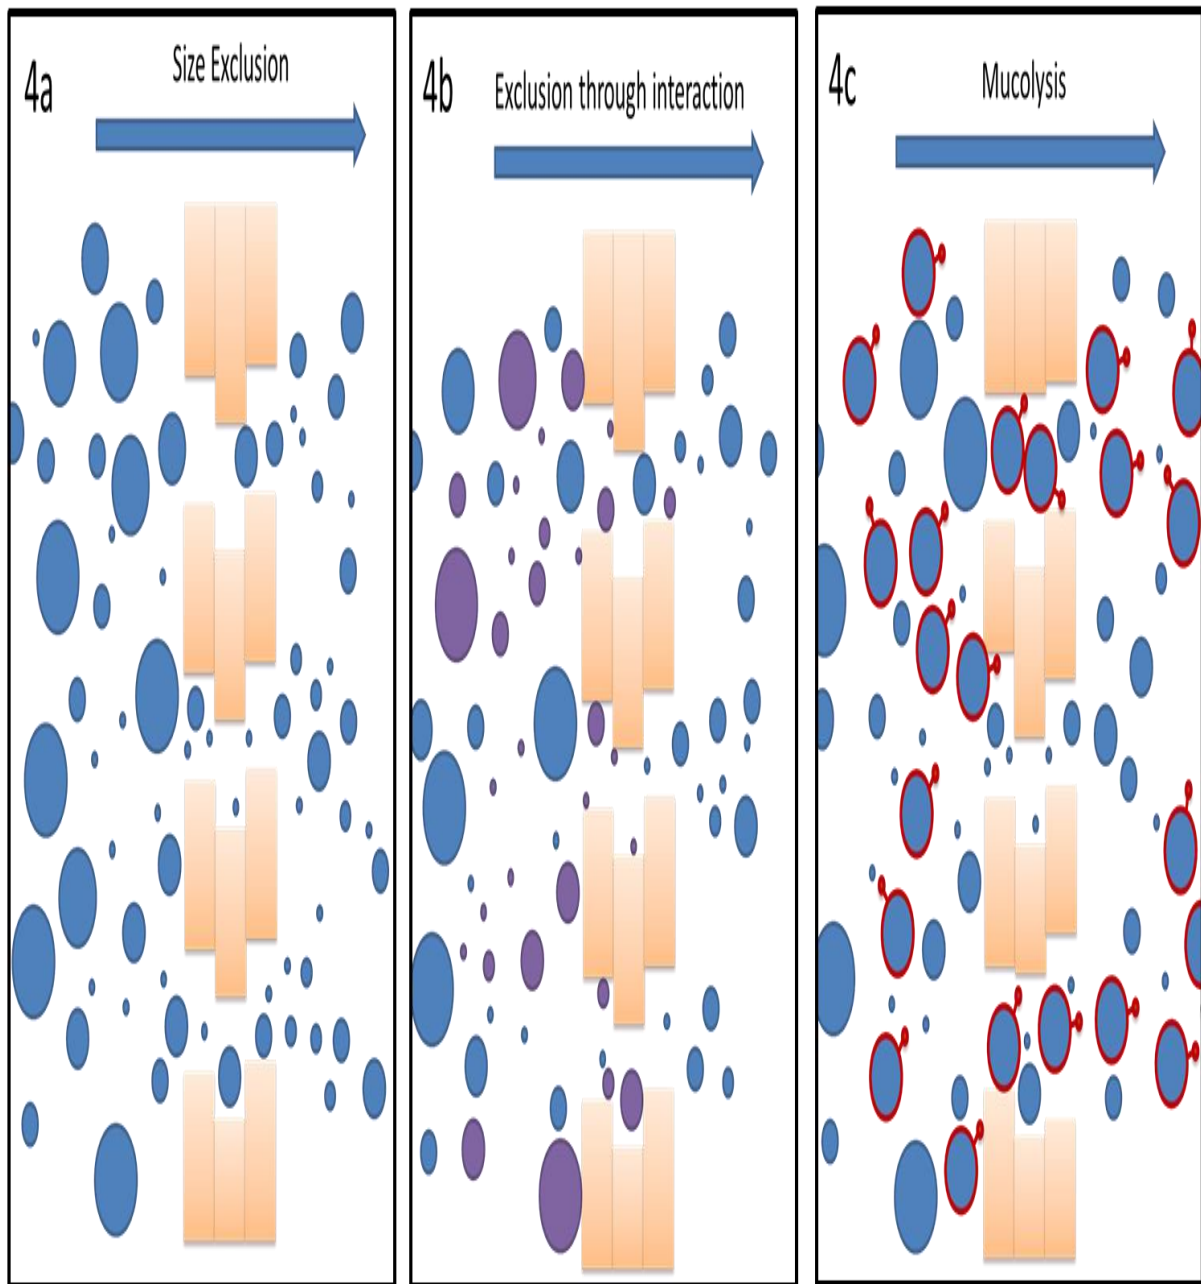 4a
Size Exclusion
4b
Exclusion through interaction
4c
Mucolysis